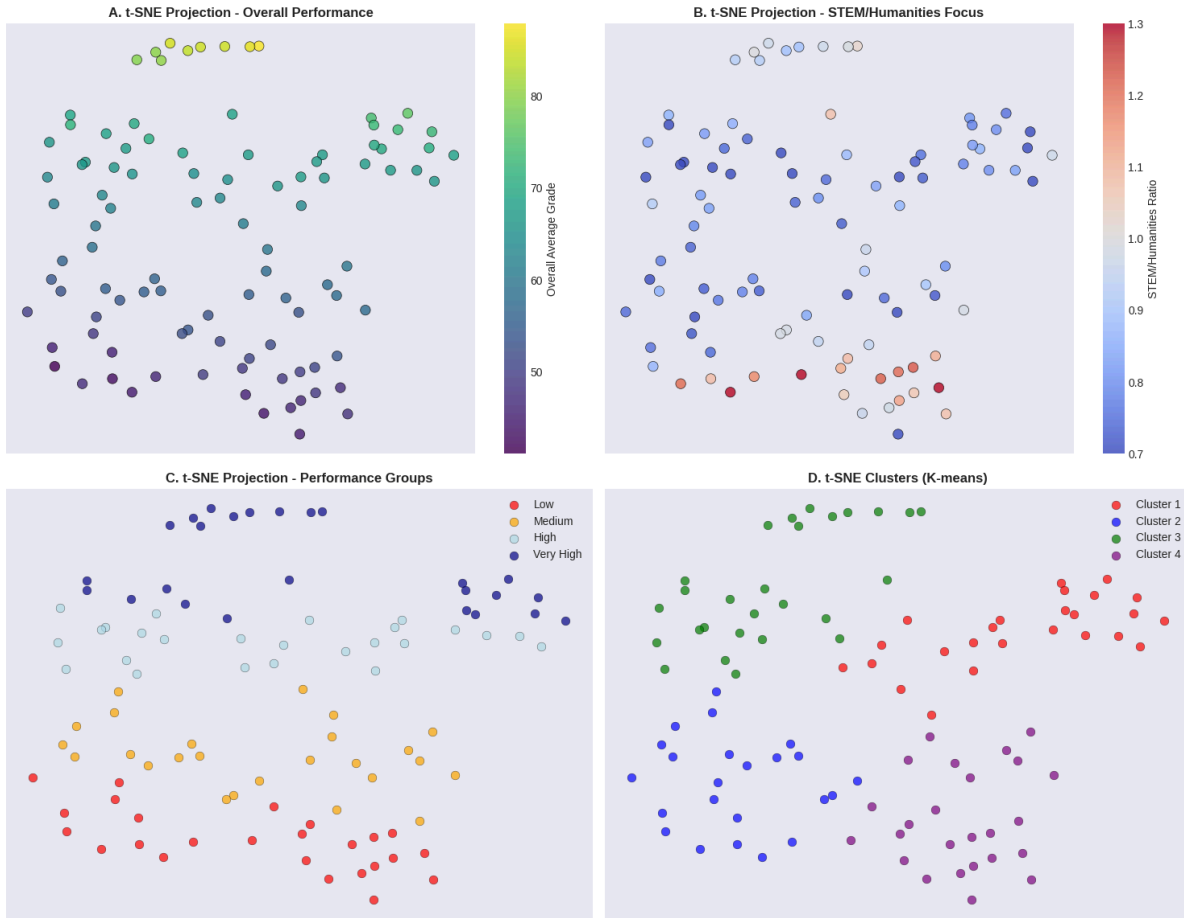 A. t-SNE Projection - Overall Performance
80
70
60
50
Overall Average Grade
B. t-SNE Projection - STEM/Humanities Focus
1.3
1.2
1.1
1.0
0.9
0.8
0.7
STEM/Humanities Ratio
C. t-SNE Projection - Performance Groups
Low
Medium
High
Very High
D. t-SNE Clusters (K-means)
Cluster 1
Cluster 2
Cluster 3
Cluster 4